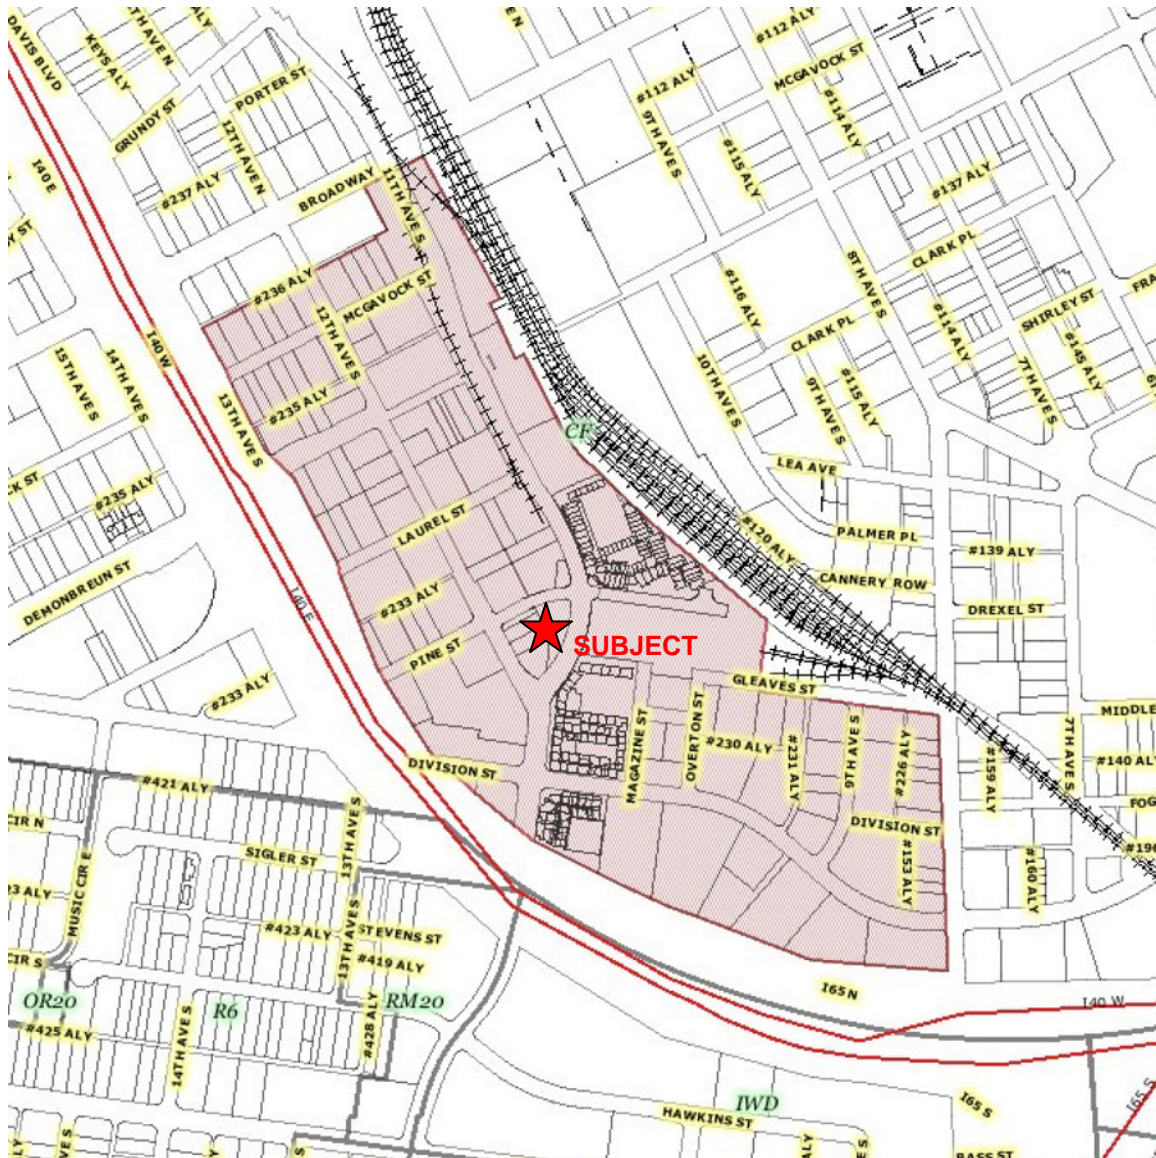 DAVIS BLVD
KEYS ALY
12TH AVE N
PORTER ST
GRUNDY ST
#237 ALY
BROADWAY
11TH AVE S
#112 ALY
#112 ALY
MCGAVOCK ST
#114 ALY
9TH AVE S
#115 ALY
#137 ALY
CLARK PL
I40 E
#236 ALY
MCGAVOCK ST
12TH AVE S
#116 ALY
8TH AVE S
CLARK PL
#114 ALY
SHIRLEY ST
#145 ALY
I40 W
15TH AVE S
14TH AVE S
13TH AVE S
#235 ALY
10TH AVE S
9TH AVE S
#115 ALY
7TH AVE S
CF
LEA AVE
#235 ALY
LAUREL ST
#120 ALY
PALMER PL
#139 ALY
DEMONBREUN ST
CANNERY ROW
DREXEL ST
I40 E
#233 ALY
PINE ST
SUBJECT
#233 ALY
GLEAVES ST
MIDDLE
MAGAZINE ST
OVERTON ST
#230 ALY
#231 ALY
9TH AVE S
#226 ALY
#159 ALY
7TH AVE S
#140 ALY
DIVISION ST
#421 ALY
FOG
CIR N
DIVISION ST
#196
SIGLER ST
13TH AVE S
#153 ALY
#160 ALY
MUSIC CIR E
#423 ALY
STEVENS ST
13TH AVE S
#419 ALY
CIR S
I65 N
OR20
R6
RM20
I40 W
#425 ALY
14TH AVE S
#428 ALY
IWD
HAWKINS ST
I65 S
I65 S
BASS ST